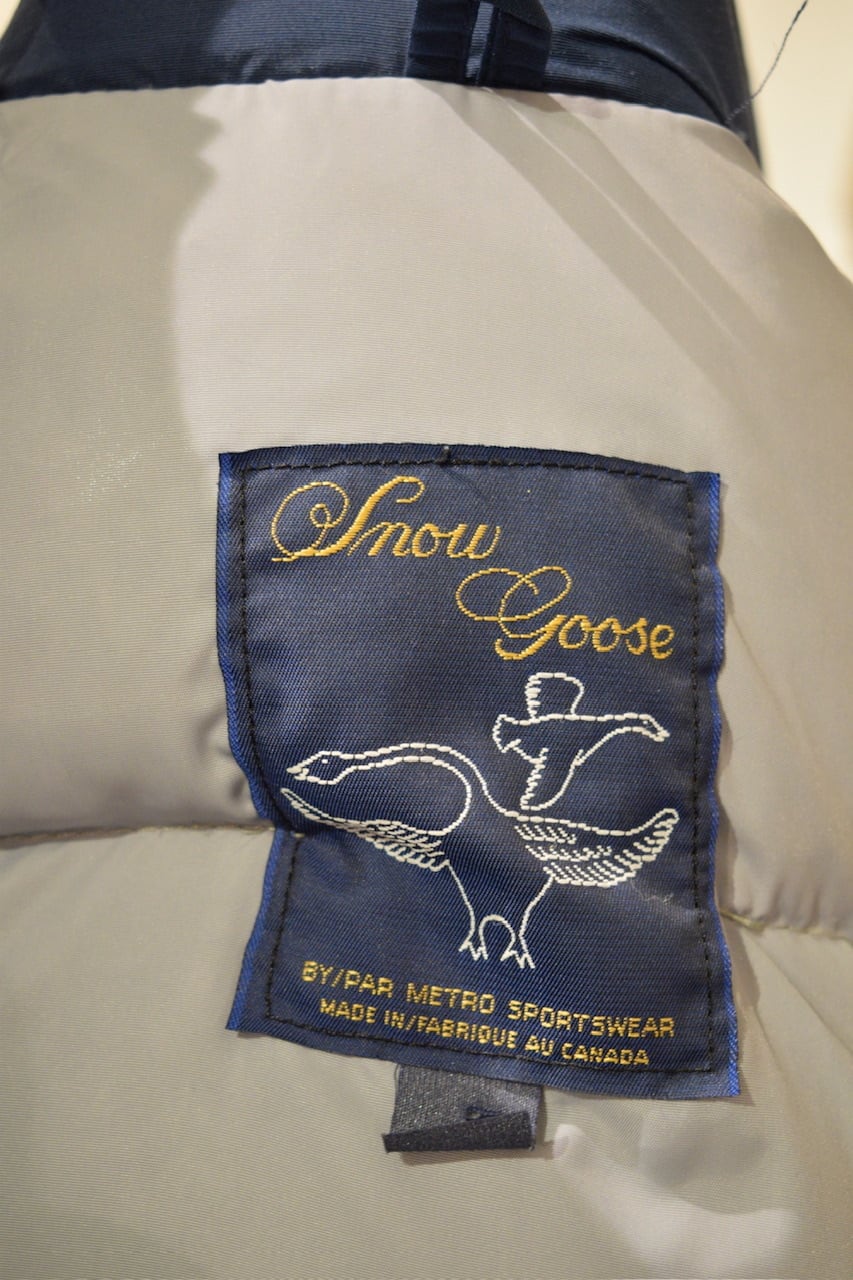 Snow
Goose
BY/PAR METRO SPORTSWEAR
MADE IN/FABRIQUE AU CANADA